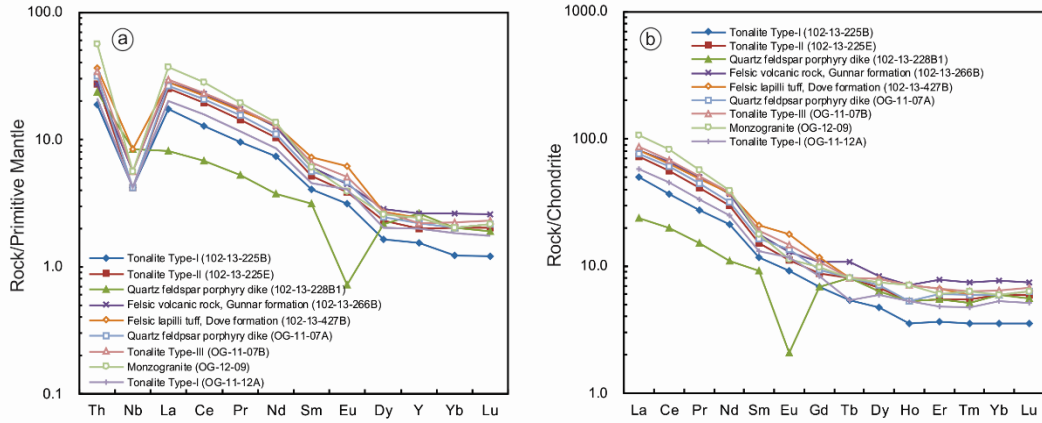 a
Rock/Primitive Mantle
100.0
10.0
1.0
0.1
Tonalite Type-I (102-13-225B)
Tonalite Type-II (102-13-225E)
Quartz feldspar porphyry dike (102-13-228B1)
Felsic volcanic rock, Gunnar formation (102-13-266B)
Felsic lapilli tuff, Dove formation (102-13-427B)
Quartz feldpsar porphyry dike (OG-11-07A)
Tonalite Type-III (OG-11-07B)
Monzogranite (OG-12-09)
Tonalite Type-I (OG-11-12A)
Th Nb La Ce Pr Nd Sm Eu Dy Y Yb Lu
b
Rock/Chondrite
1000.0
100.0
10.0
1.0
Tonalite Type-I (102-13-225B)
Tonalite Type-II (102-13-225E)
Quartz feldspar porphyry dike (102-13-228B1)
Felsic volcanic rock, Gunnar formation (102-13-266B)
Felsic lapilli tuff, Dove formation (102-13-427B)
Quartz feldpsar porphyry dike (OG-11-07A)
Tonalite Type-III (OG-11-07B)
Monzogranite (OG-12-09)
Tonalite Type-I (OG-11-12A)
La Ce Pr Nd Sm Eu Gd Tb Dy Ho Er Tm Yb Lu